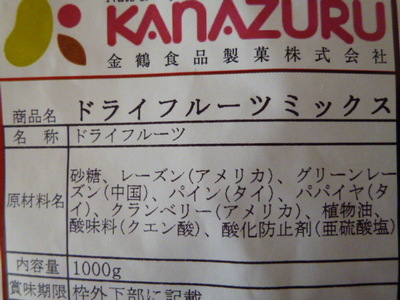 KANAZURU
金鶴食品製菓株式会社
商品名 ドライフルーツミックス
名称 ドライフルーツ
原材料名 砂糖、レーズン(アメリカ)、グリーンレー
ズン(中国)、パイン(タイ)、パパイヤ(タ
イ)、クランベリー(アメリカ)、植物油、
酸味料(クエン酸)、酸化防止剤(亜硫酸塩)
内容量 1000g
賞味期限 枠外下部に記載